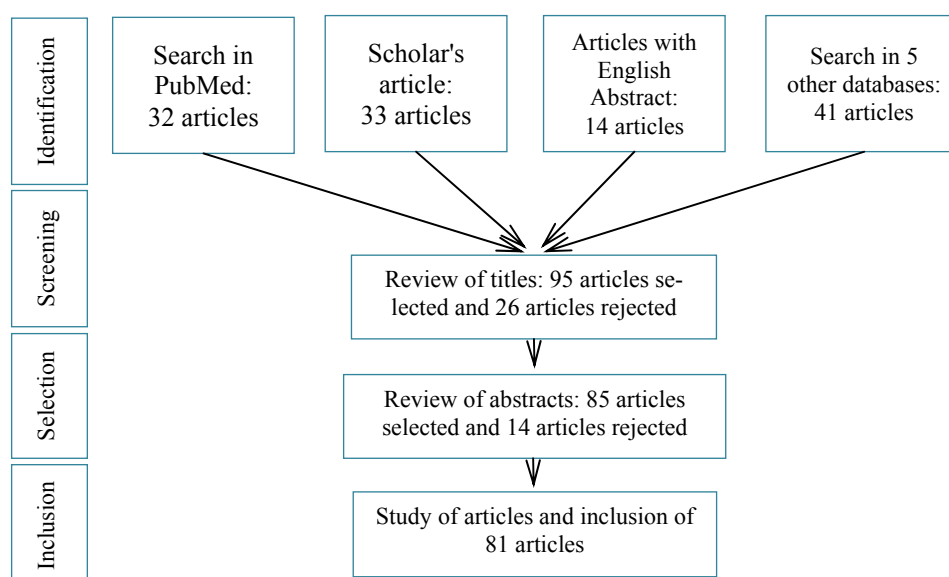 Identification
Search in
PubMed:
32 articles
Scholar's
article:
33 articles
Articles with
English
Abstract:
14 articles
Search in 5
other databases:
41 articles
Screening
Review of titles: 95 articles se-
lected and 26 articles rejected
Selection
Review of abstracts: 85 articles
selected and 14 articles rejected
Inclusion
Study of articles and inclusion of
81 articles